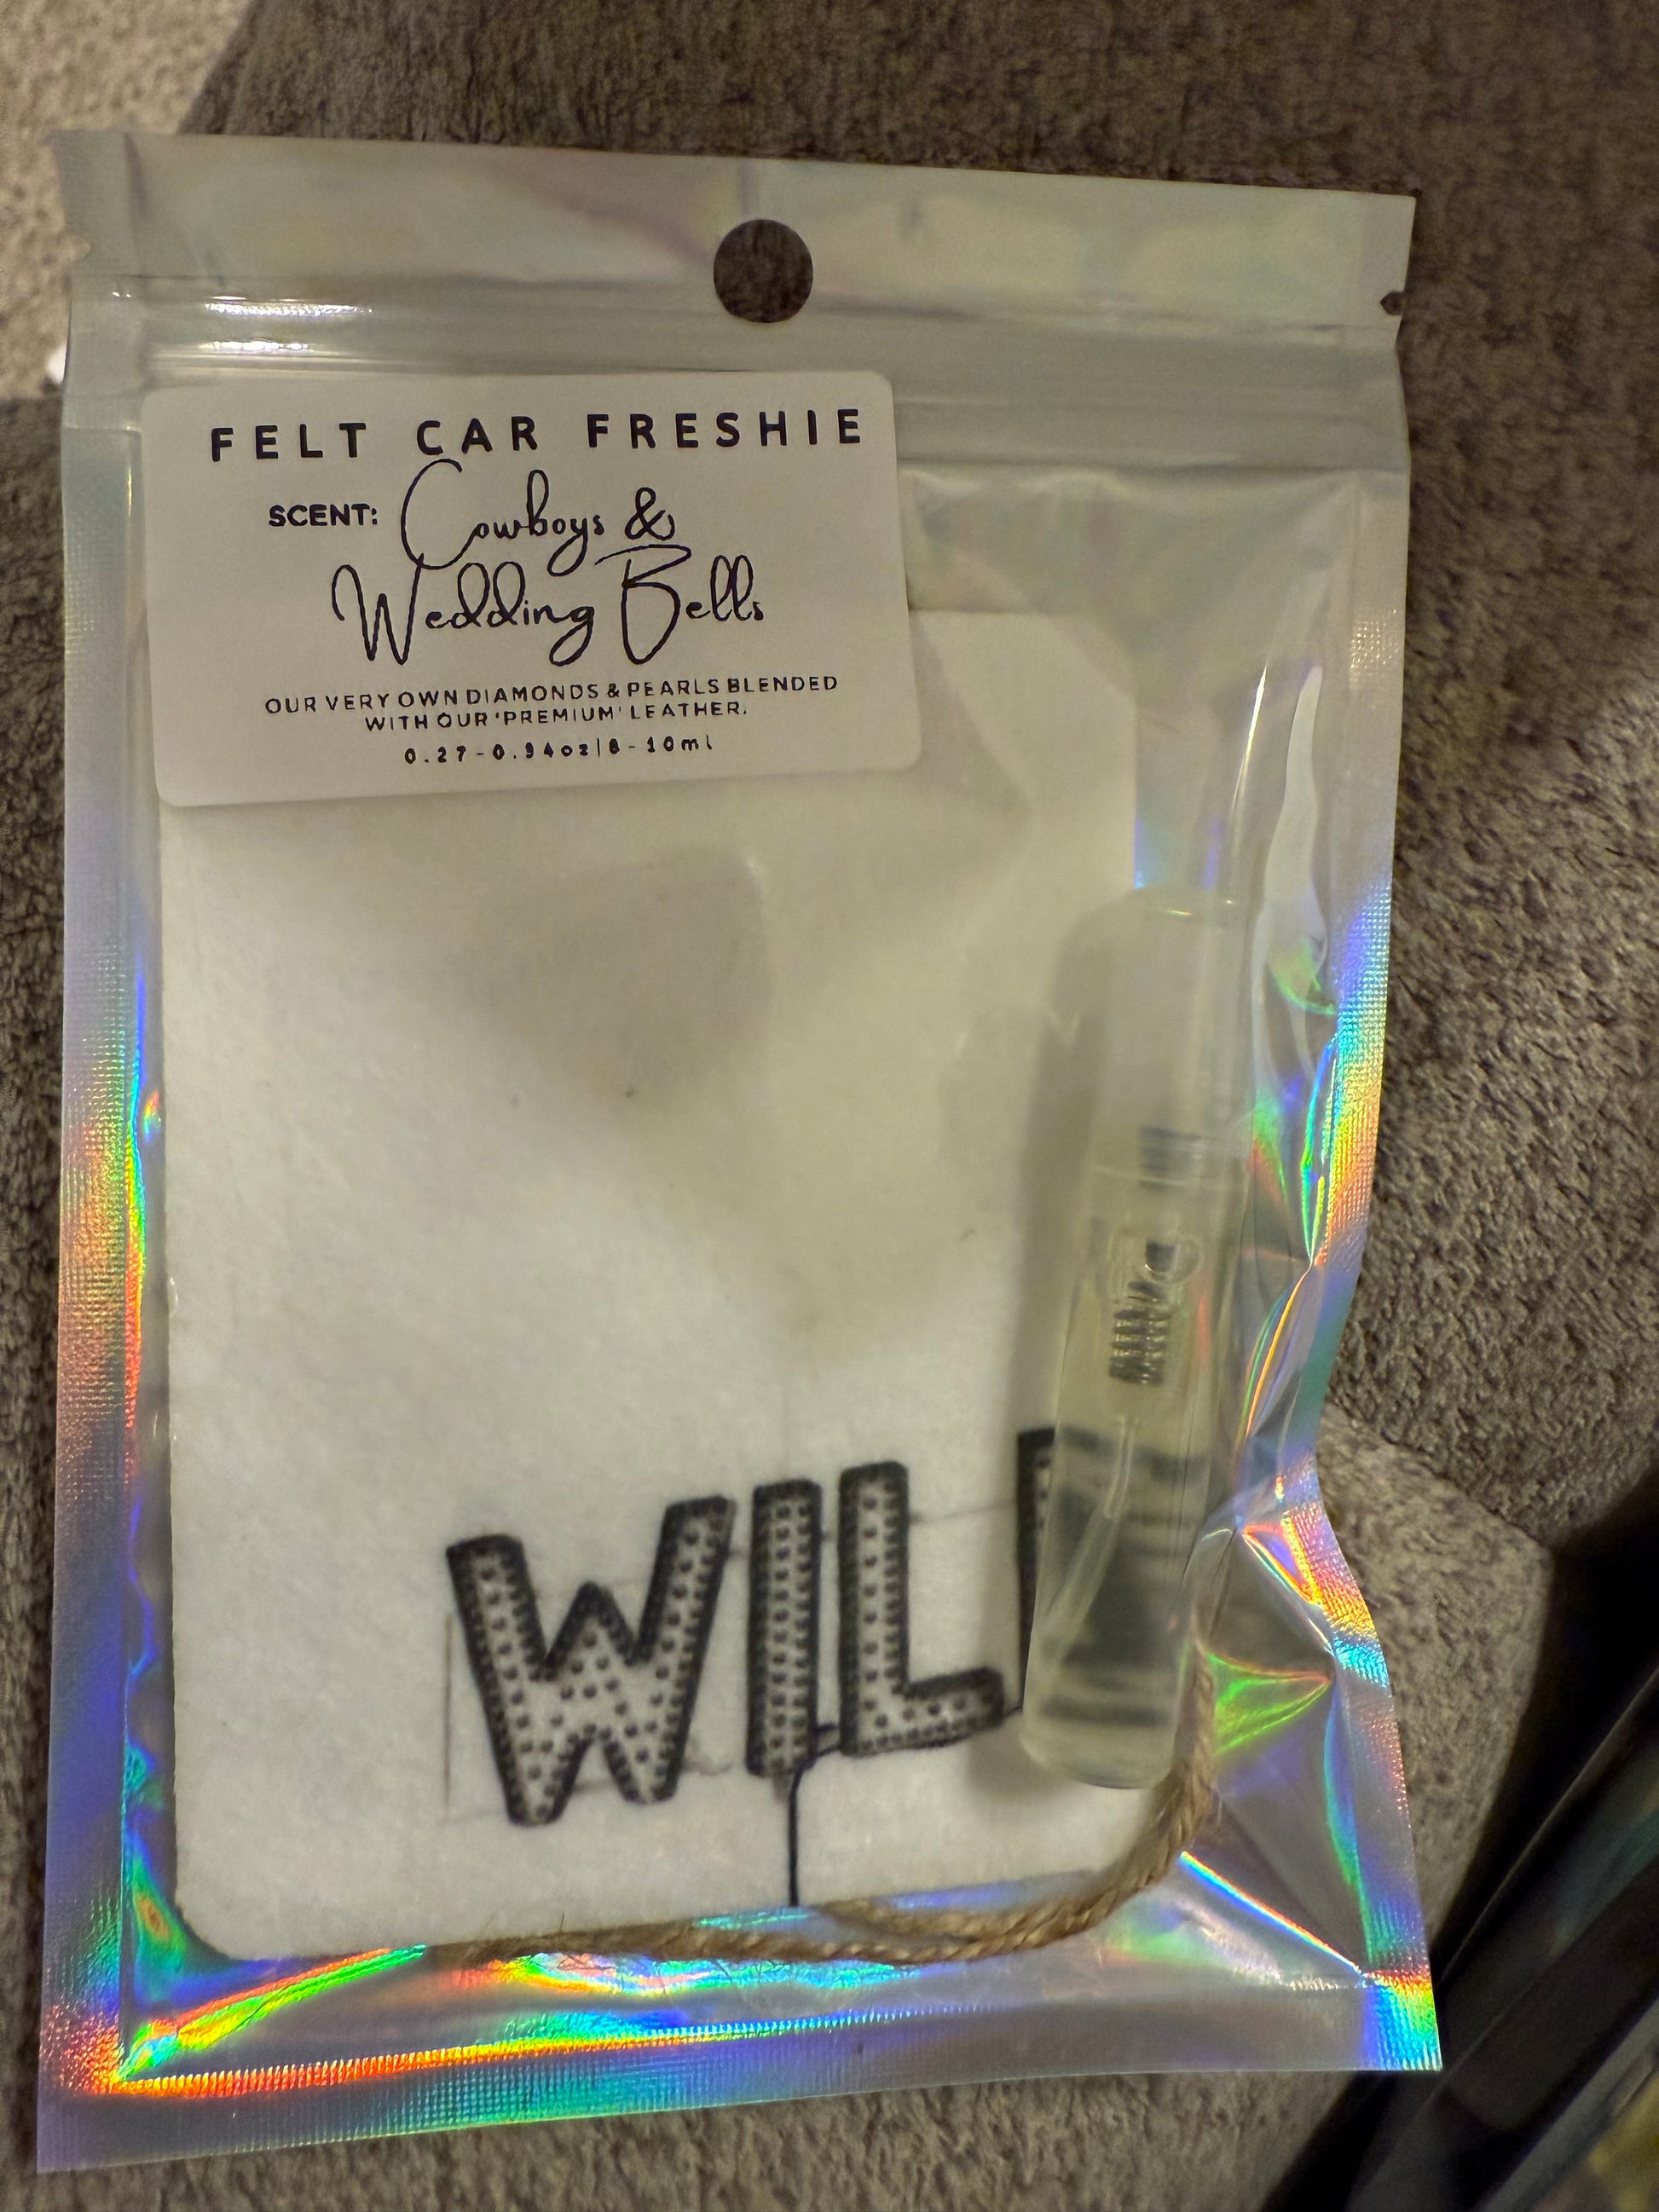 FELT CAR FRESHIE
SCENT: Cowboys &
Wedding Bells
OUR VERY OWN DIAMONDS & PEARLS BLENDED
WITH OUR 'PREMIUM' LEATHER.
0.27-0.34oz|8-10ml
WIL